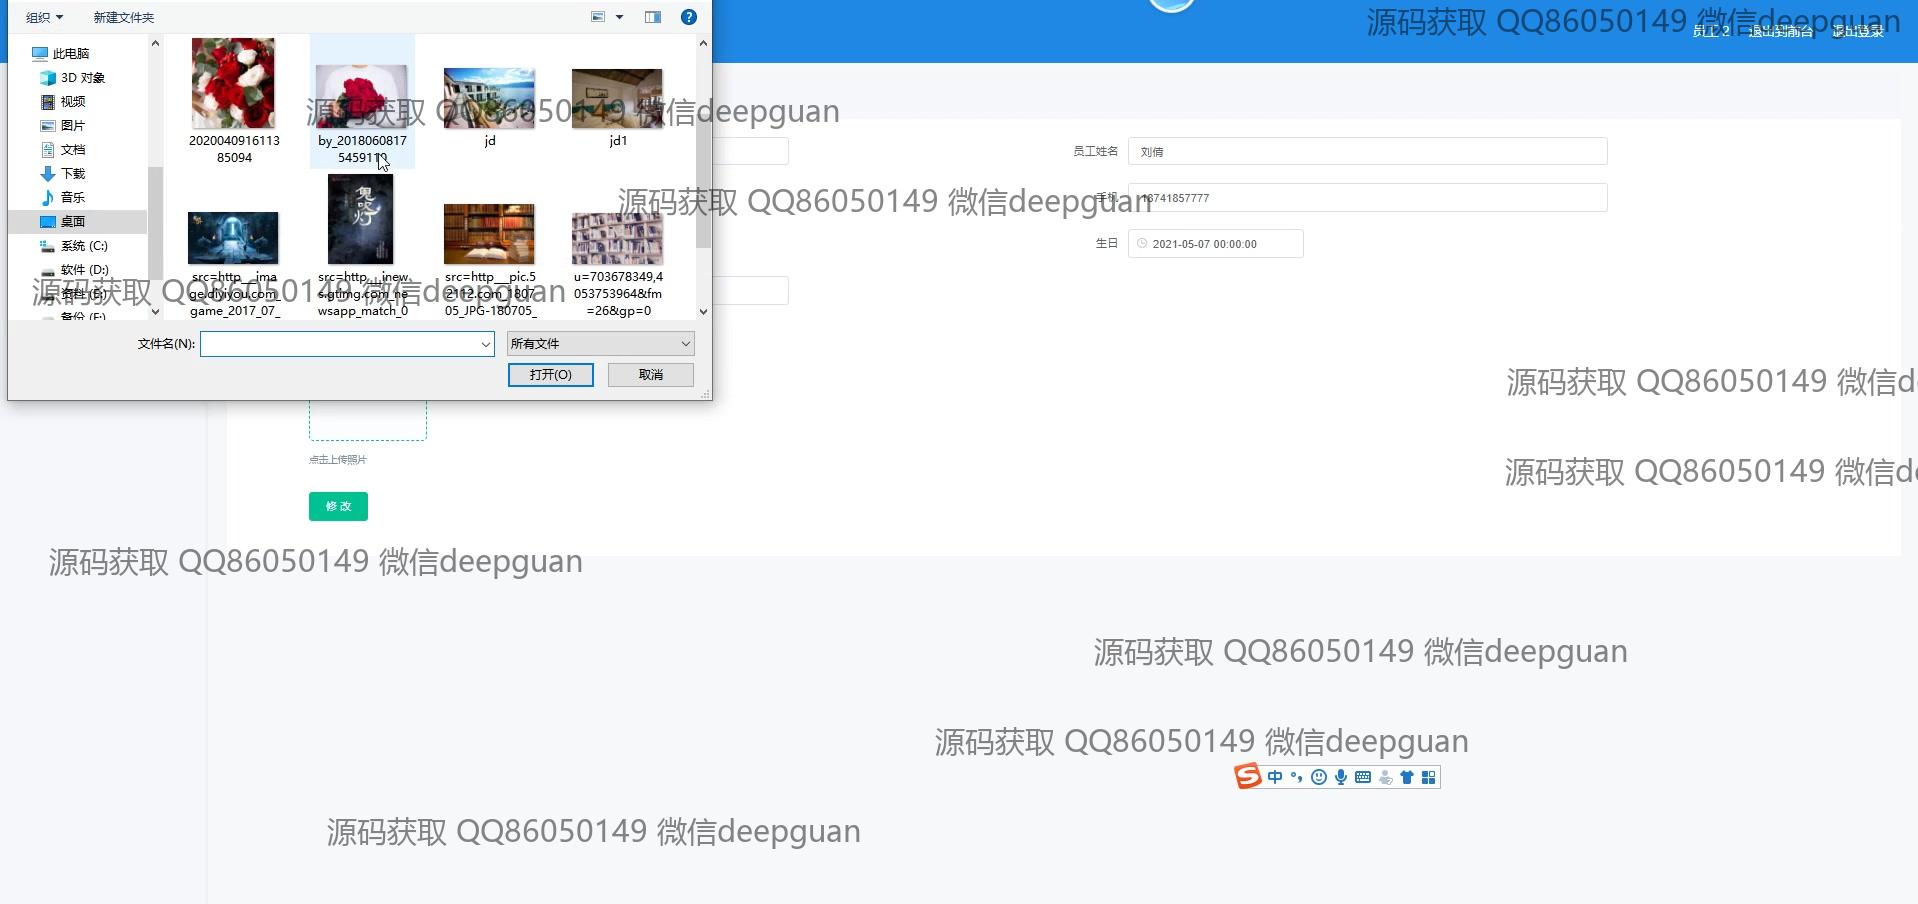 组织 新建文件夹
源码获取 QQ86050149 微信deepguan
员工2 退出到前台 退出登录
此电脑
3D 对象
视频
图片
文档
下载
音乐
桌面
系统 (C:)
软件 (D:)
资料 (E:)
备份 (F:)
2020040916113
85094
by_2018060817
5459110
jd
jd1
源码获取 QQ86050149 微信deepguan
鬼吹灯
src=http__ima
ge.diyiyou.com_
game_2017_07_
src=http__inew
s.gtimg.com_ne
wsapp_match_0
src=http__pic.5
2112.com_1807
05_JPG-180705_
u=703678349,4
053753964&fm
=26&gp=0
源码获取 QQ86050149 微信deepguan
文件名(N):
所有文件
打开(O)
取消
员工姓名
刘倩
手机
18741857777
源码获取 QQ86050149 微信deepguan
生日
2021-05-07 00:00:00
源码获取 QQ86050149 微信d
点击上传照片
源码获取 QQ86050149 微信de
修改
源码获取 QQ86050149 微信deepguan
源码获取 QQ86050149 微信deepguan
源码获取 QQ86050149 微信deepguan
中
源码获取 QQ86050149 微信deepguan